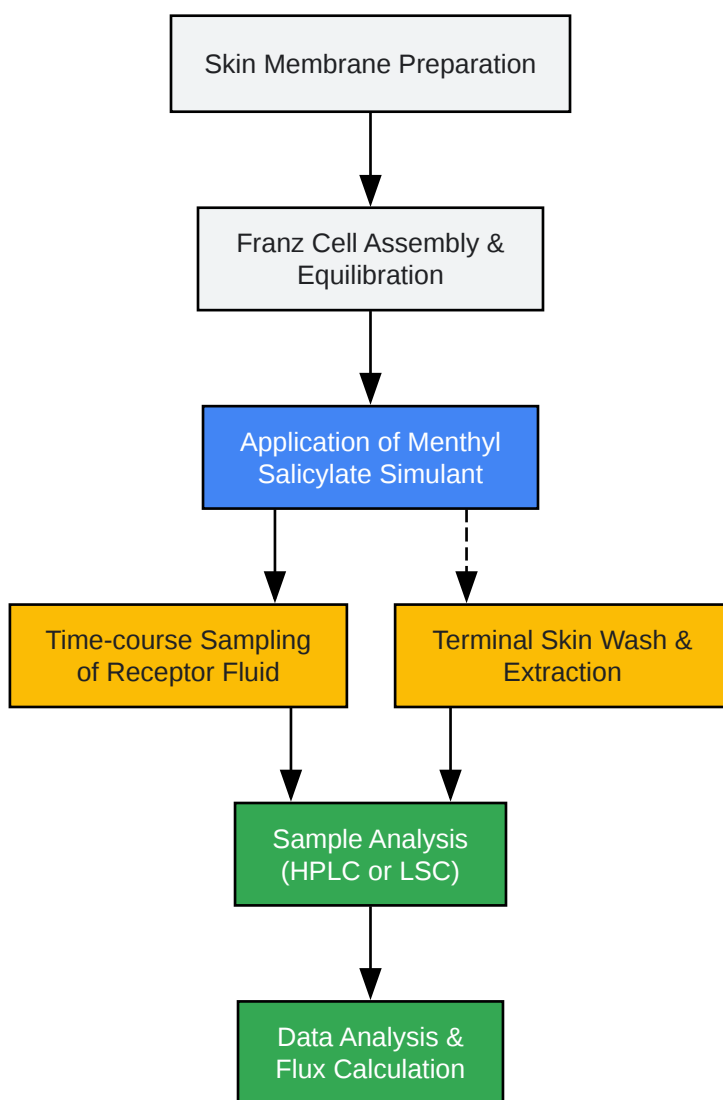 Skin Membrane Preparation
Franz Cell Assembly &
Equilibration
Application of Menthyl
Salicylate Simulant
Time-course Sampling
of Receptor Fluid
Terminal Skin Wash &
Extraction
Sample Analysis
(HPLC or LSC)
Data Analysis &
Flux Calculation